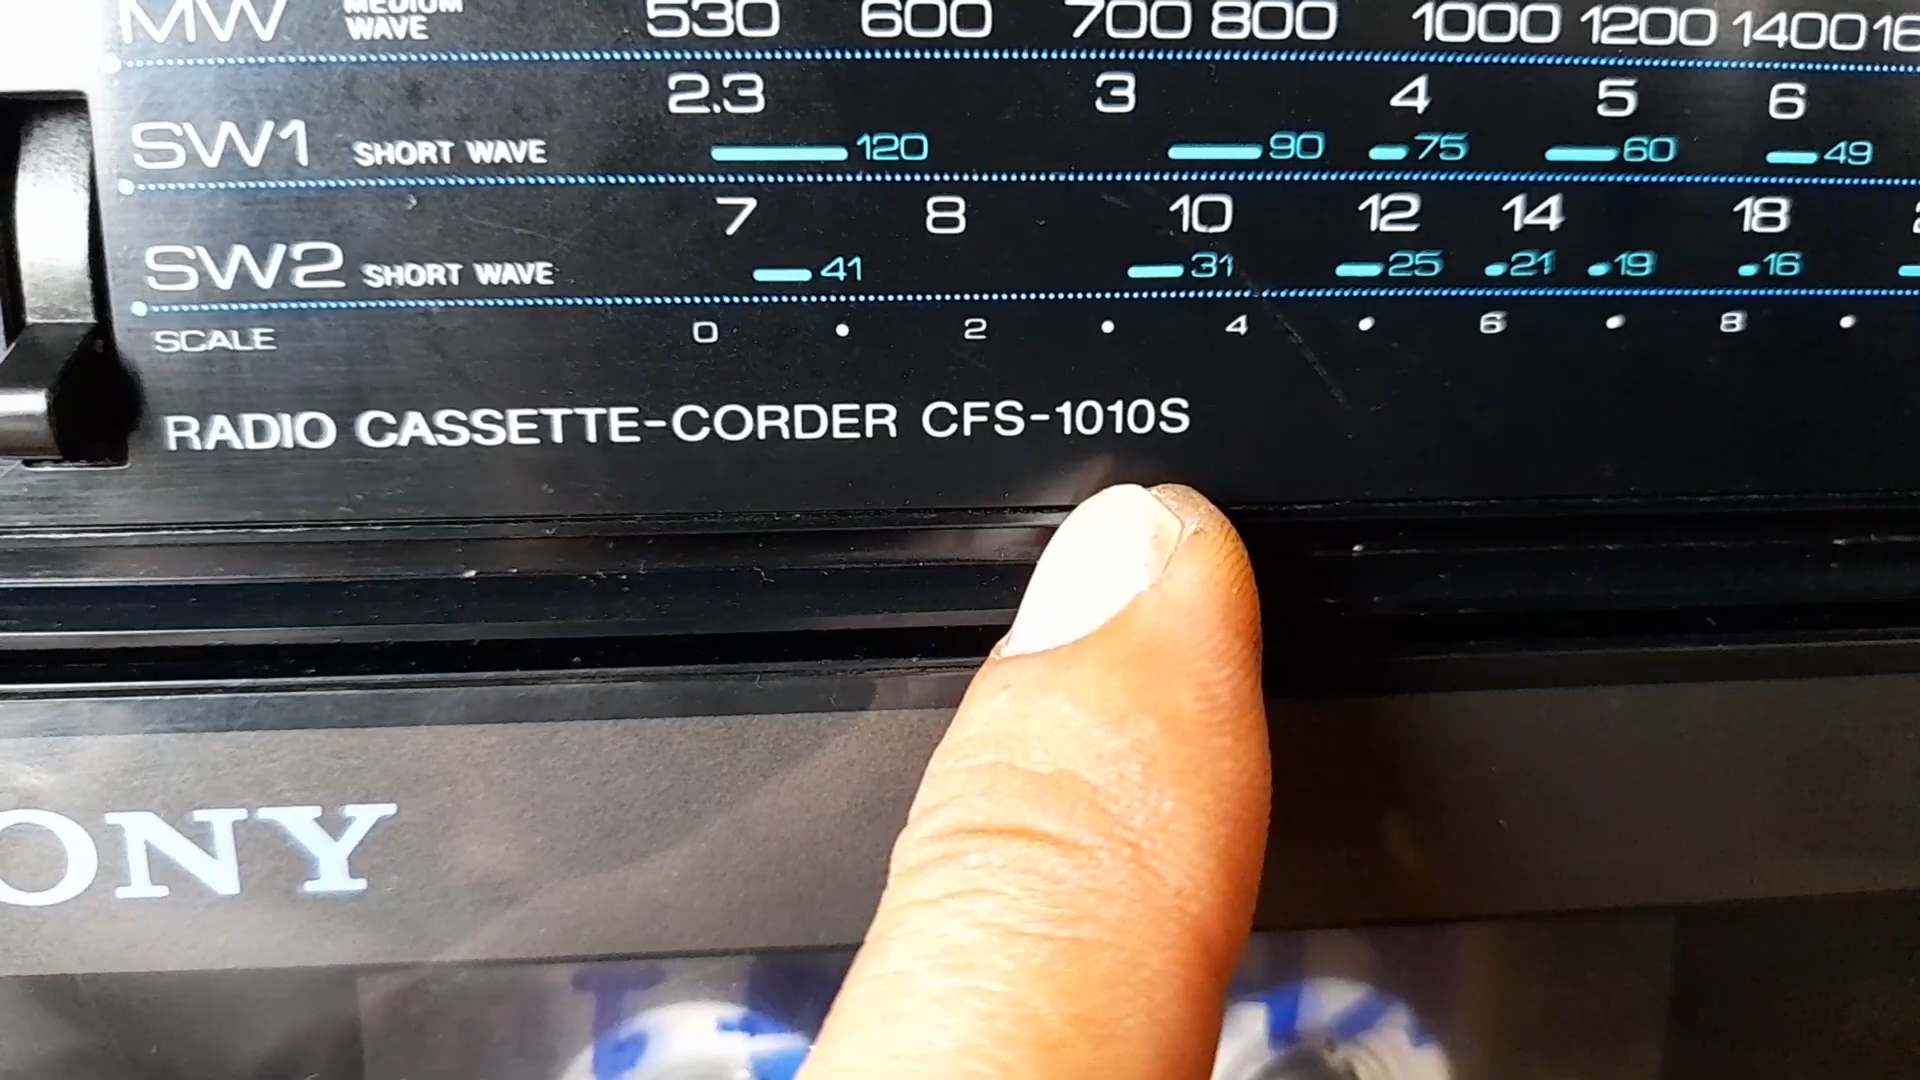 MW MEDIUM WAVE 530 600 700 800 1000 1200 1400
2.3 3 4 5 6
SW1 SHORT WAVE 120 90 75 60 49
7 8 10 12 14 18
SW2 SHORT WAVE 41 31 25 21 19 16
SCALE 0 2 4 6 8
RADIO CASSETTE-CORDER CFS-1010S
ONY